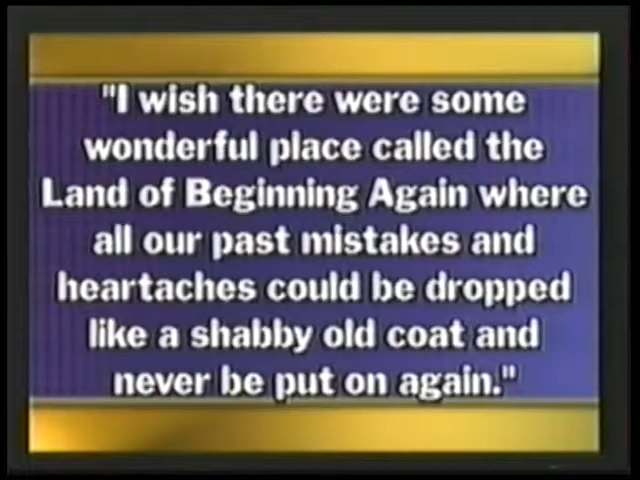 "I wish there were some
wonderful place called the
Land of Beginning Again where
all our past mistakes and
heartaches could be dropped
like a shabby old coat and
never be put on again."